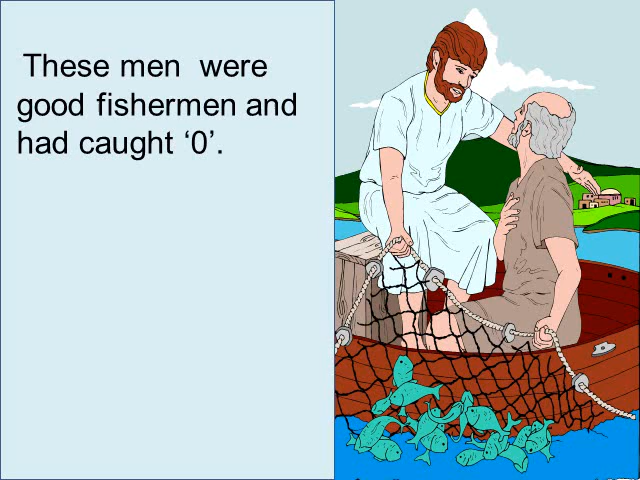 These men  were
good fishermen and
had caught ‘0’.